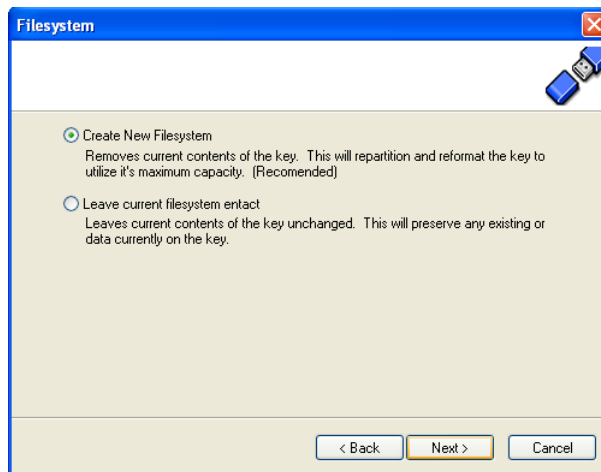 Filesystem
Create New Filesystem
Removes current contents of the key. This will repartition and reformat the key to
utilize it's maximum capacity. (Recomended)
Leave current filesystem entact
Leaves current contents of the key unchanged. This will preserve any existing or
data currently on the key.
< Back Next > Cancel